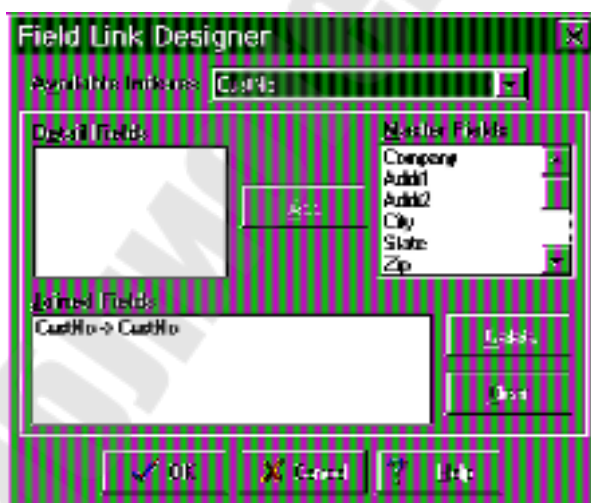 Field Link Designer
Available Indexes CustNo
Detail Fields
Master Fields
Company
Addr1
Addr2
City
State
Zip
Add
Joined Fields
CustNo -> CustNo
Delete
Clear
OK
Cancel
Help